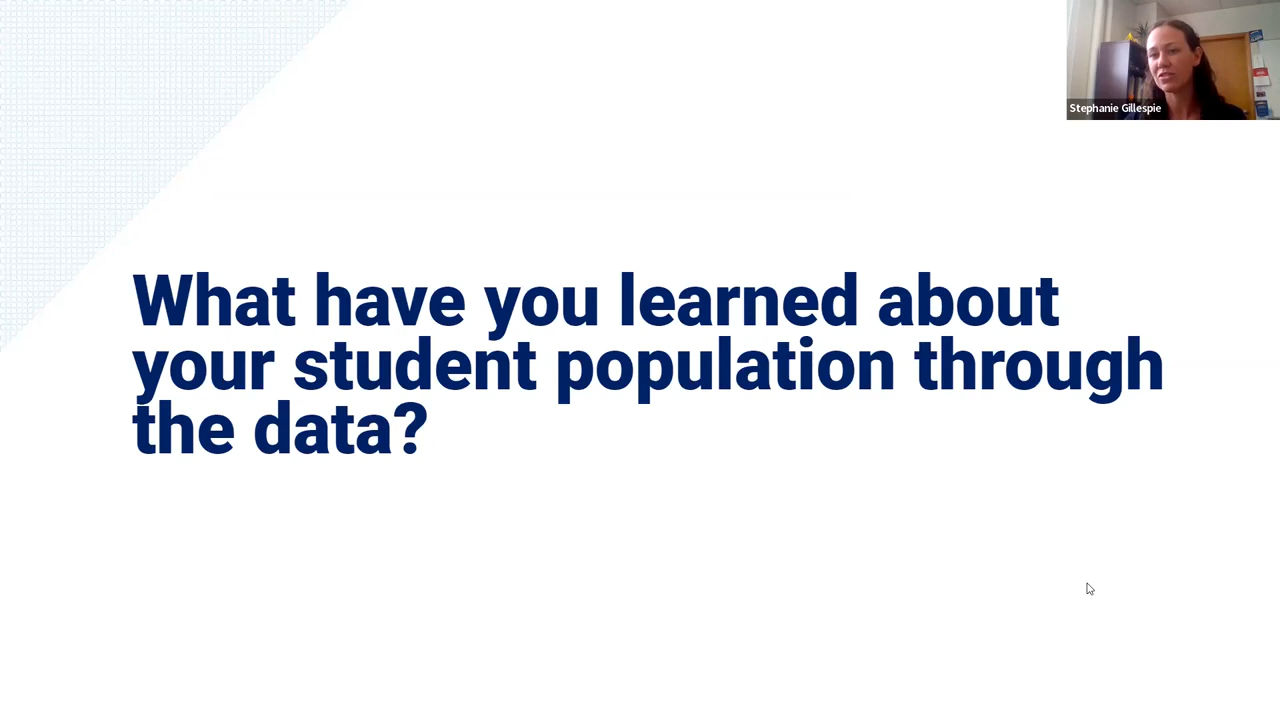 Stephanie Gillespie
What have you learned about
your student population through
the data?